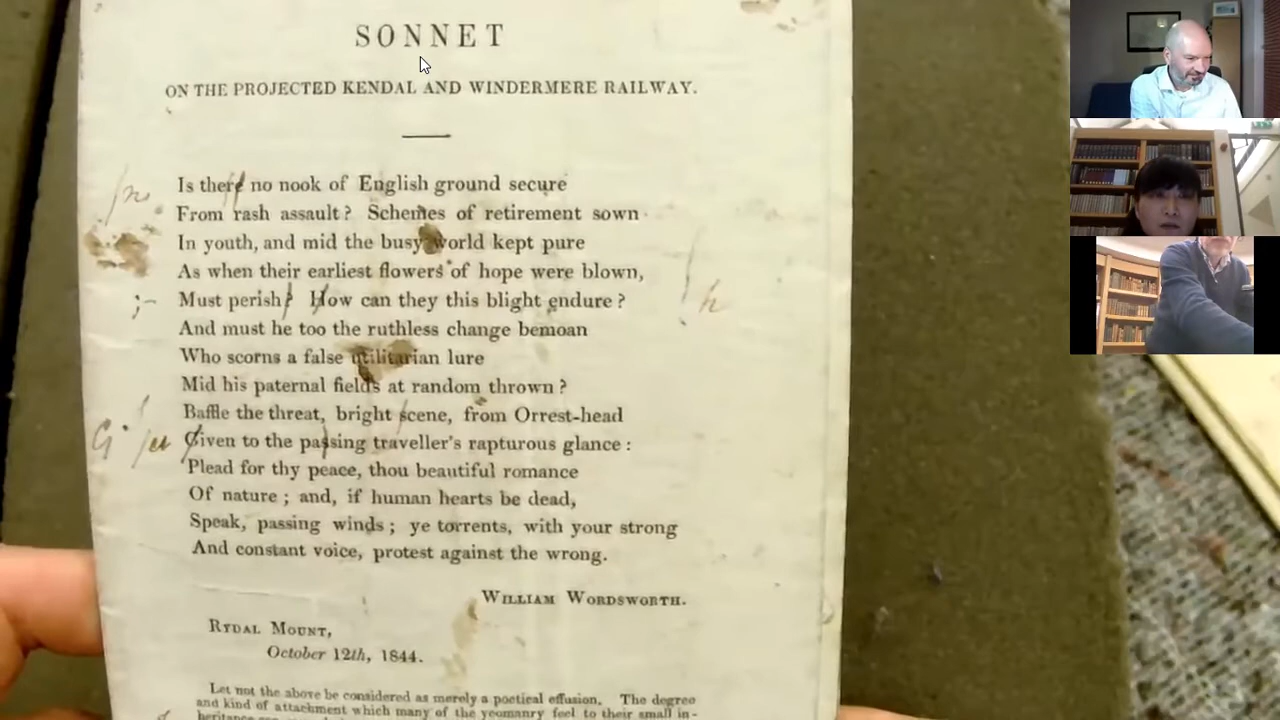 SONNET
ON THE PROJECTED KENDAL AND WINDERMERE RAILWAY.
Is there no nook of English ground secure
From rash assault? Schemes of retirement sown
In youth, and mid the busy world kept pure
As when their earliest flowers of hope were blown,
;- Must perish? How can they this blight endure ? h
And must he too the ruthless change bemoan
Who scorns a false utilitarian lure
Mid his paternal fields at random thrown ?
Baffle the threat, bright scene, from Orrest-head
G Given to the passing traveller's rapturous glance :
Plead for thy peace, thou beautiful romance
Of nature ; and, if human hearts be dead,
Speak, passing winds ; ye torrents, with your strong
And constant voice, protest against the wrong.
WILLIAM WORDSWORTH.
RYDAL MOUNT,
October 12th, 1844.
Let not the above be considered as merely a poetical effusion. The degree
and kind of attachment which many of the yeomanry feel to their small in-